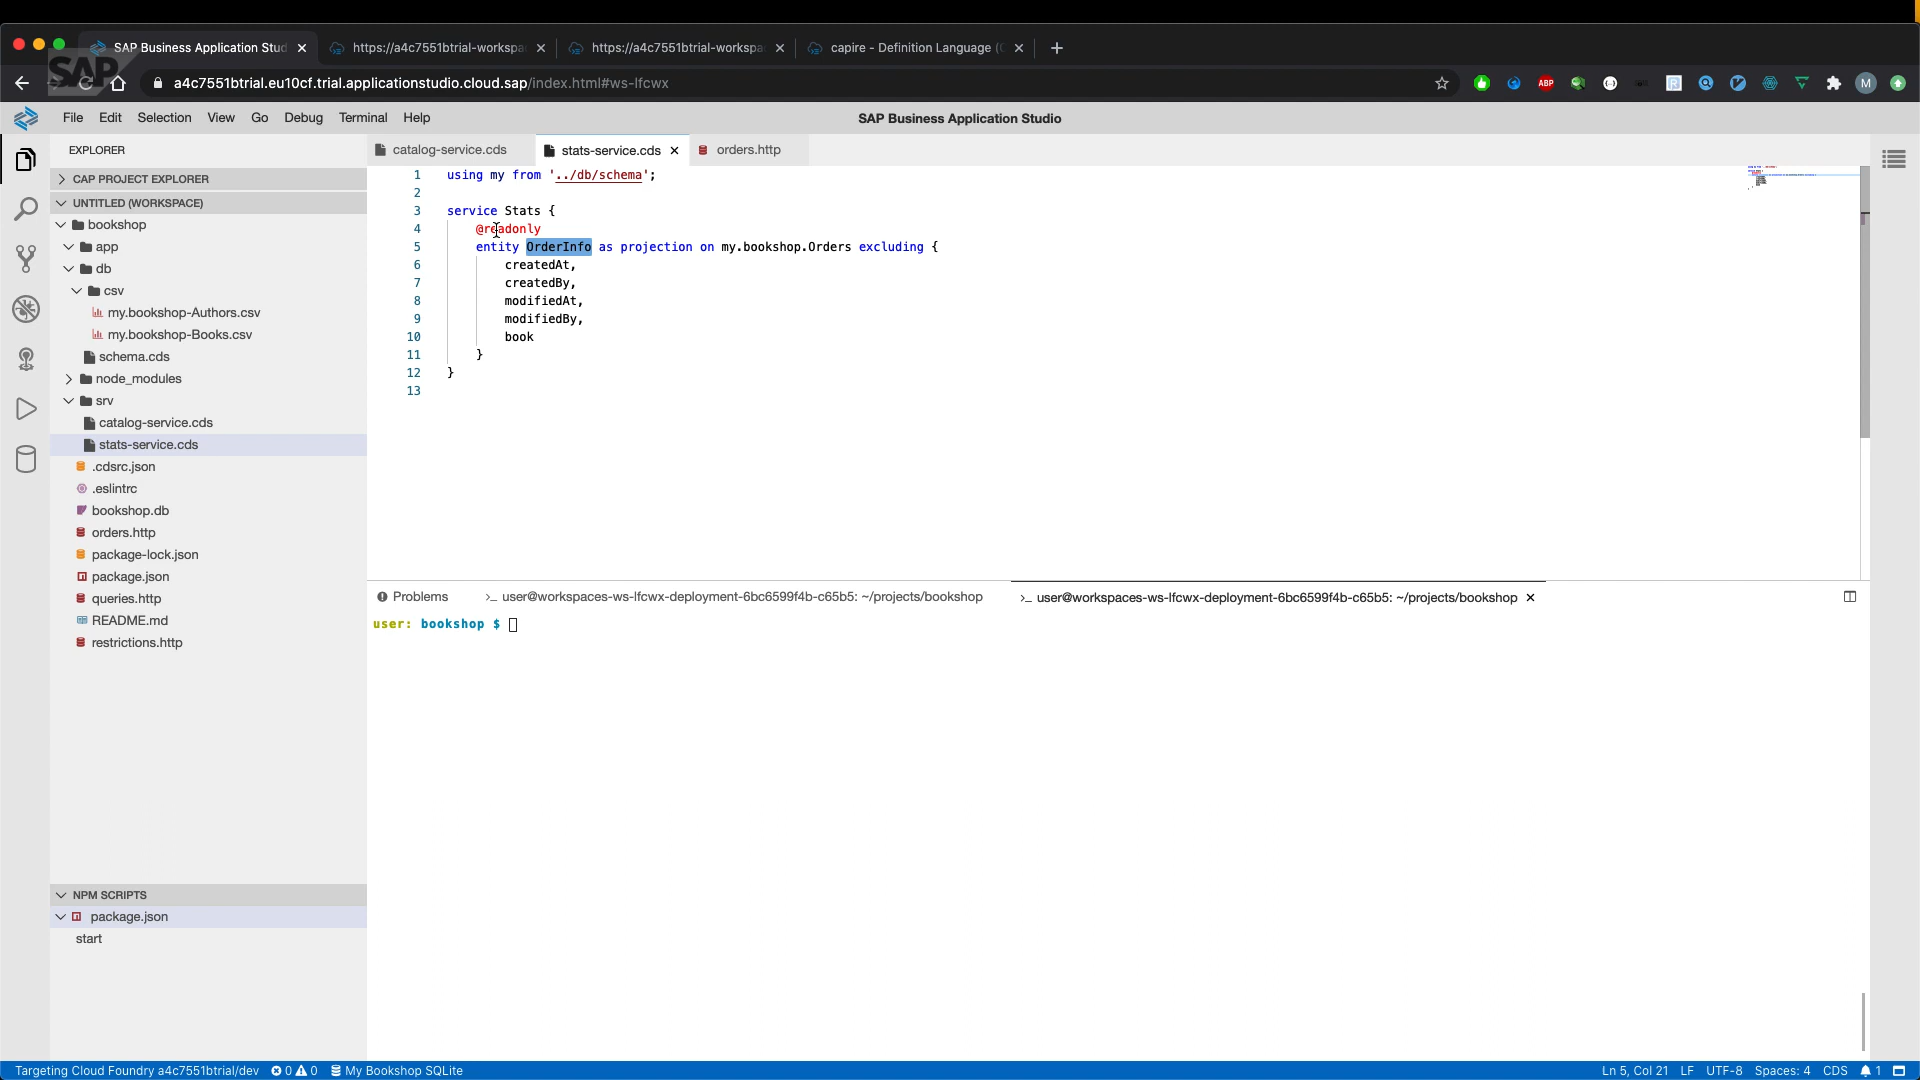 SAP Business Application Stud
https://a4c7551btrial-workspa
https://a4c7551btrial-workspa
capire - Definition Language (
SAP
a4c7551btrial.eu10cf.trial.applicationstudio.cloud.sap/index.html#ws-lfcwx
ABP
M
File Edit Selection View Go Debug Terminal Help
SAP Business Application Studio
EXPLORER
CAP PROJECT EXPLORER
UNTITLED (WORKSPACE)
bookshop
app
db
csv
my.bookshop-Authors.csv
my.bookshop-Books.csv
schema.cds
node_modules
srv
catalog-service.cds
stats-service.cds
.cdsrc.json
.eslintrc
bookshop.db
orders.http
package-lock.json
package.json
queries.http
README.md
restrictions.http
NPM SCRIPTS
package.json
start
catalog-service.cds
stats-service.cds
orders.http
1 using my from '../db/schema';
2
3 service Stats {
4 @readonly
5 entity OrderInfo as projection on my.bookshop.Orders excluding {
6 createdAt,
7 createdBy,
8 modifiedAt,
9 modifiedBy,
10 book
11 }
12 }
13
Problems
>_ user@workspaces-ws-lfcwx-deployment-6bc6599f4b-c65b5: ~/projects/bookshop
>_ user@workspaces-ws-lfcwx-deployment-6bc6599f4b-c65b5: ~/projects/bookshop
user: bookshop $
Targeting Cloud Foundry a4c7551btrial/dev 0 0 My Bookshop SQLite
Ln 5, Col 21 LF UTF-8 Spaces: 4 CDS 1